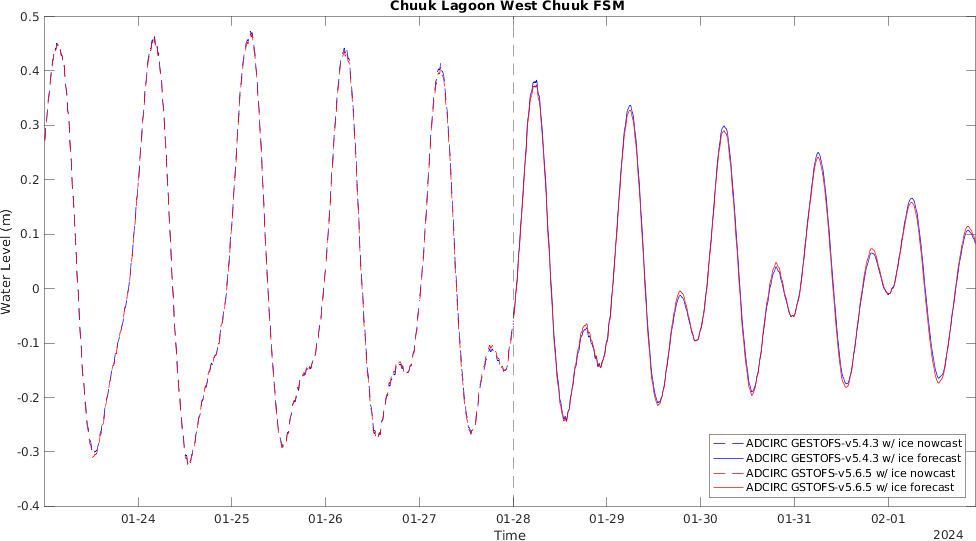 Chuuk Lagoon West Chuuk FSM
0.5
0.4
0.3
0.2
0.1
0
-0.1
-0.2
-0.3
-0.4
Water Level (m)
ADCIRC GESTOFS-v5.4.3 w/ ice nowcast
ADCIRC GESTOFS-v5.4.3 w/ ice forecast
ADCIRC GSTOFS-v5.6.5 w/ ice nowcast
ADCIRC GSTOFS-v5.6.5 w/ ice forecast
01-24 01-25 01-26 01-27 01-28 01-29 01-30 01-31 02-01
Time
2024